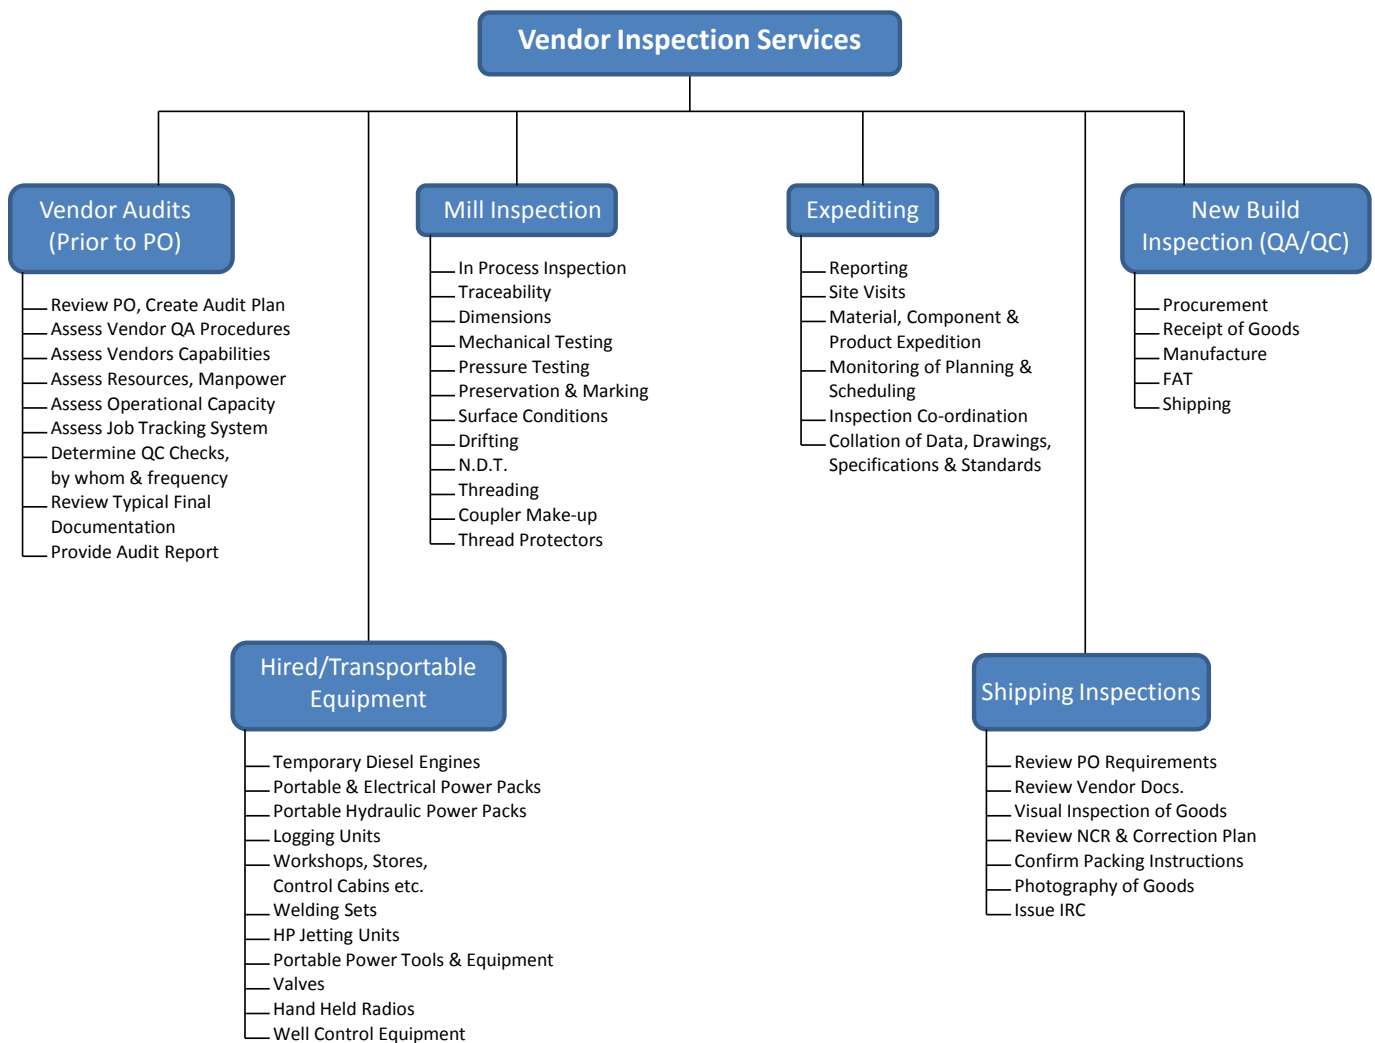 Vendor Inspection Services
Vendor Audits
(Prior to PO)
Review PO, Create Audit Plan
Assess Vendor QA Procedures
Assess Vendors Capabilities
Assess Resources, Manpower
Assess Operational Capacity
Assess Job Tracking System
Determine QC Checks,
by whom & frequency
Review Typical Final
Documentation
Provide Audit Report
Mill Inspection
In Process Inspection
Traceability
Dimensions
Mechanical Testing
Pressure Testing
Preservation & Marking
Surface Conditions
Drifting
N.D.T.
Threading
Coupler Make-up
Thread Protectors
Expediting
Reporting
Site Visits
Material, Component &
Product Expedition
Monitoring of Planning &
Scheduling
Inspection Co-ordination
Collation of Data, Drawings,
Specifications & Standards
New Build
Inspection (QA/QC)
Procurement
Receipt of Goods
Manufacture
FAT
Shipping
Hired/Transportable
Equipment
Temporary Diesel Engines
Portable & Electrical Power Packs
Portable Hydraulic Power Packs
Logging Units
Workshops, Stores,
Control Cabins etc.
Welding Sets
HP Jetting Units
Portable Power Tools & Equipment
Valves
Hand Held Radios
Well Control Equipment
Shipping Inspections
Review PO Requirements
Review Vendor Docs.
Visual Inspection of Goods
Review NCR & Correction Plan
Confirm Packing Instructions
Photography of Goods
Issue IRC